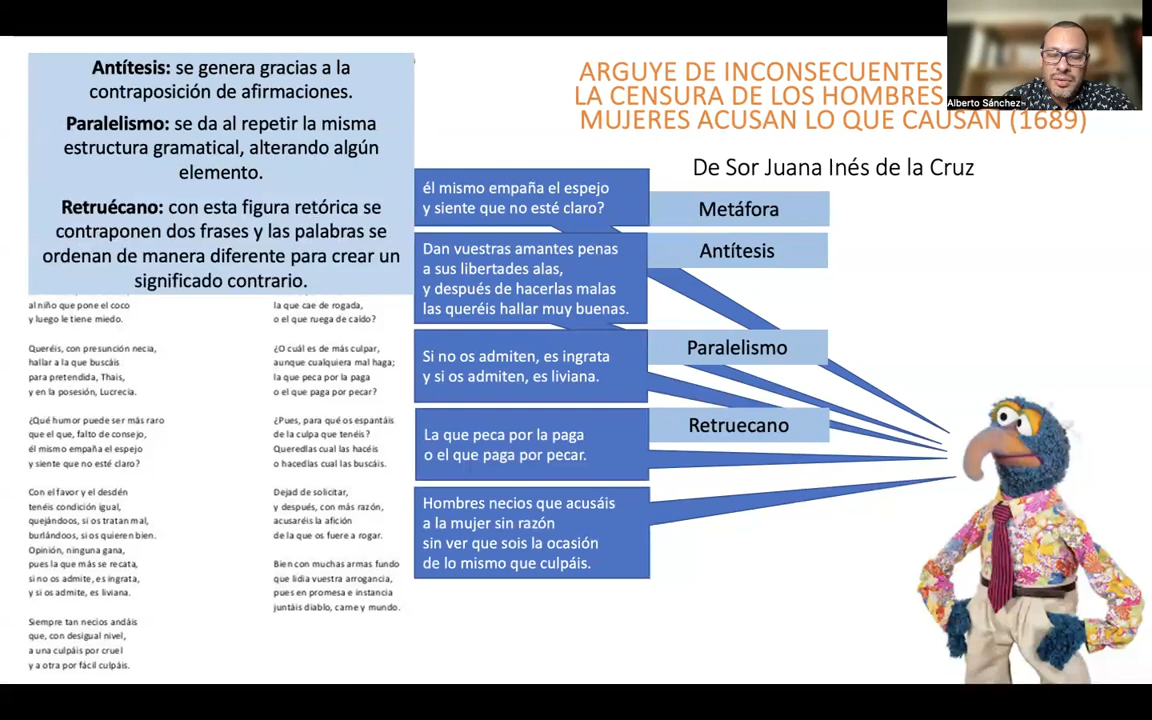 Antítesis: se genera gracias a la
contraposición de afirmaciones.
Paralelismo: se da al repetir la misma
estructura gramatical, alterando algún
elemento.
Retruécano: con esta figura retórica se
contraponen dos frases y las palabras se
ordenan de manera diferente para crear un
significado contrario.
al niño que pone el coco
y luego le tiene miedo.
Queréis, con presunción necia,
hallar a la que buscáis
para pretendida, Thais,
y en la posesión, Lucrecia.
¿Qué humor puede ser más raro
que el que, falto de consejo,
él mismo empaña el espejo
y siente que no esté claro?
Con el favor y el desdén
tenéis condición igual,
quejándoos, si os tratan mal,
burlándoos, si os quieren bien.
Opinión, ninguna gana,
pues la que más se recata,
si no os admite, es ingrata,
y si os admite, es liviana.
Siempre tan necios andáis
que, con desigual nivel,
a una culpáis por cruel
y a otra por fácil culpáis.
la que cae de rogada,
o el que ruega de caído?
¿O cuál es de más culpar,
aunque cualquiera mal haga;
la que peca por la paga
o el que paga por pecar?
¿Pues, para qué os espantáis
de la culpa que tenéis?
Queredlas cual las hacéis
o hacedlas cual las buscáis.
Dejad de solicitar,
y después, con más razón,
acusaréis la afición
de la que os fuere a rogar.
Bien con muchas armas fundo
que lidia vuestra arrogancia,
pues en promesa e instancia
juntáis diablo, carne y mundo.
él mismo empaña el espejo
y siente que no esté claro?
Dan vuestras amantes penas
a sus libertades alas,
y después de hacerlas malas
las queréis hallar muy buenas.
Si no os admiten, es ingrata
y si os admiten, es liviana.
La que peca por la paga
o el que paga por pecar.
Hombres necios que acusáis
a la mujer sin razón
sin ver que sois la ocasión
de lo mismo que culpáis.
ARGUYE DE INCONSECUENTES
LA CENSURA DE LOS HOMBRES
MUJERES ACUSAN LO QUE CAUSAN (1689)
De Sor Juana Inés de la Cruz
Metáfora
Antítesis
Paralelismo
Retruecano
Alberto Sánchez